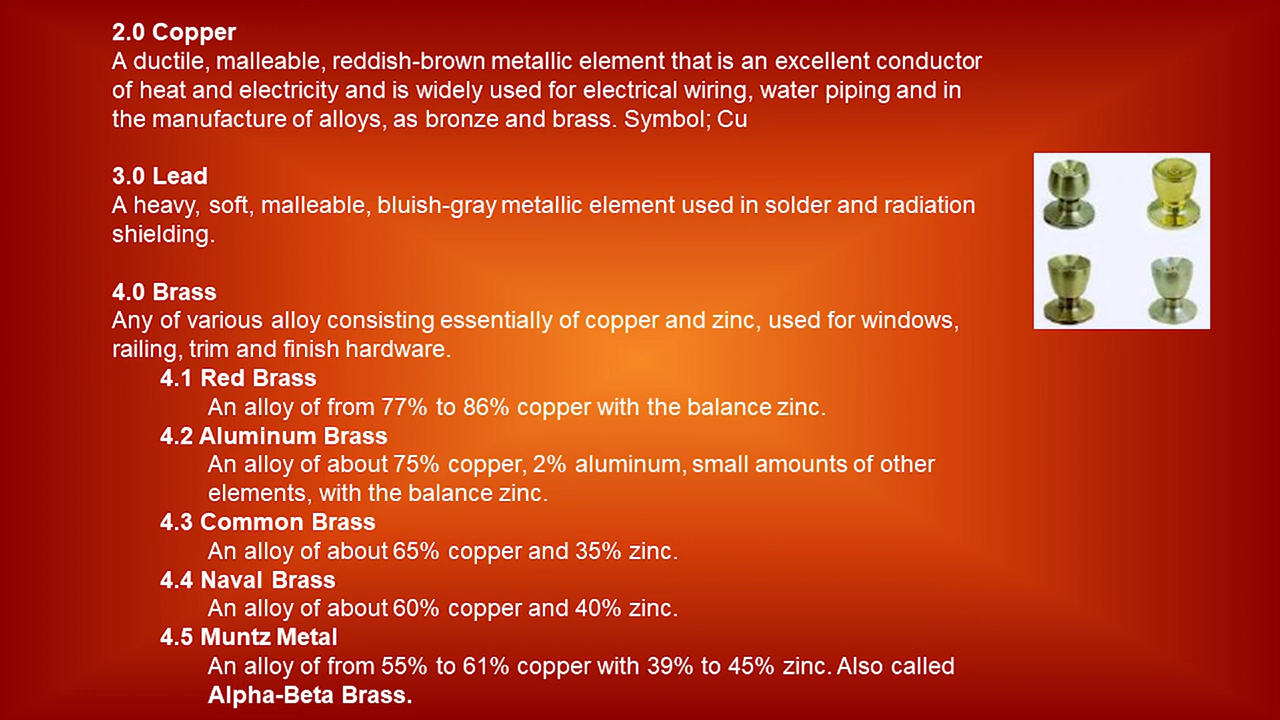 2.0 Copper
A ductile, malleable, reddish-brown metallic element that is an excellent conductor
of heat and electricity and is widely used for electrical wiring, water piping and in
the manufacture of alloys, as bronze and brass. Symbol; Cu
3.0 Lead
A heavy, soft, malleable, bluish-gray metallic element used in solder and radiation
shielding.
4.0 Brass
Any of various alloy consisting essentially of copper and zinc, used for windows,
railing, trim and finish hardware.
4.1 Red Brass
An alloy of from 77% to 86% copper with the balance zinc.
4.2 Aluminum Brass
An alloy of about 75% copper, 2% aluminum, small amounts of other
elements, with the balance zinc.
4.3 Common Brass
An alloy of about 65% copper and 35% zinc.
4.4 Naval Brass
An alloy of about 60% copper and 40% zinc.
4.5 Muntz Metal
An alloy of from 55% to 61% copper with 39% to 45% zinc. Also called
Alpha-Beta Brass.